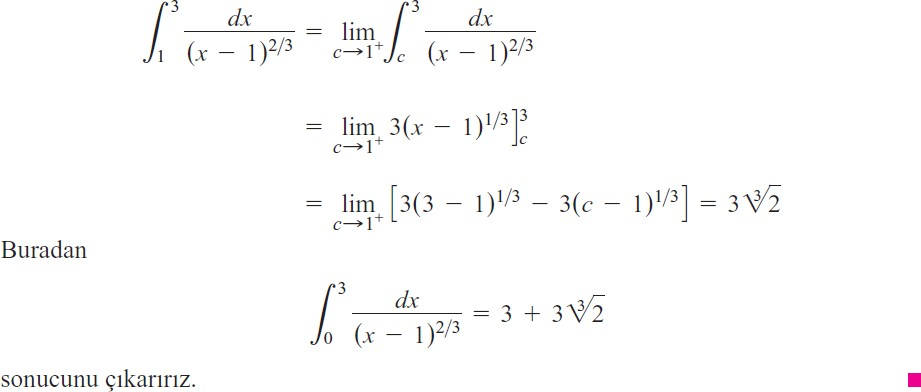 ∫₁³ dx/(x − 1)^{2/3} = lim_{c→1⁺} ∫_c³ dx/(x − 1)^{2/3}
= lim_{c→1⁺} 3(x − 1)^{1/3}]_c³
= lim_{c→1⁺} [3(3 − 1)^{1/3} − 3(c − 1)^{1/3}] = 3∛2
Buradan
∫₀³ dx/(x − 1)^{2/3} = 3 + 3∛2
sonucunu çıkarırız.